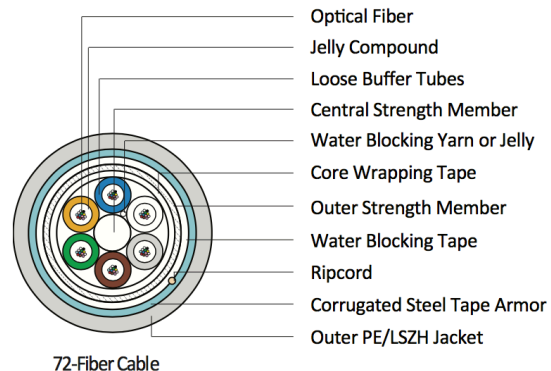 Optical Fiber
Jelly Compound
Loose Buffer Tubes
Central Strength Member
Water Blocking Yarn or Jelly
Core Wrapping Tape
Outer Strength Member
Water Blocking Tape
Ripcord
Corrugated Steel Tape Armor
Outer PE/LSZH Jacket
72-Fiber Cable